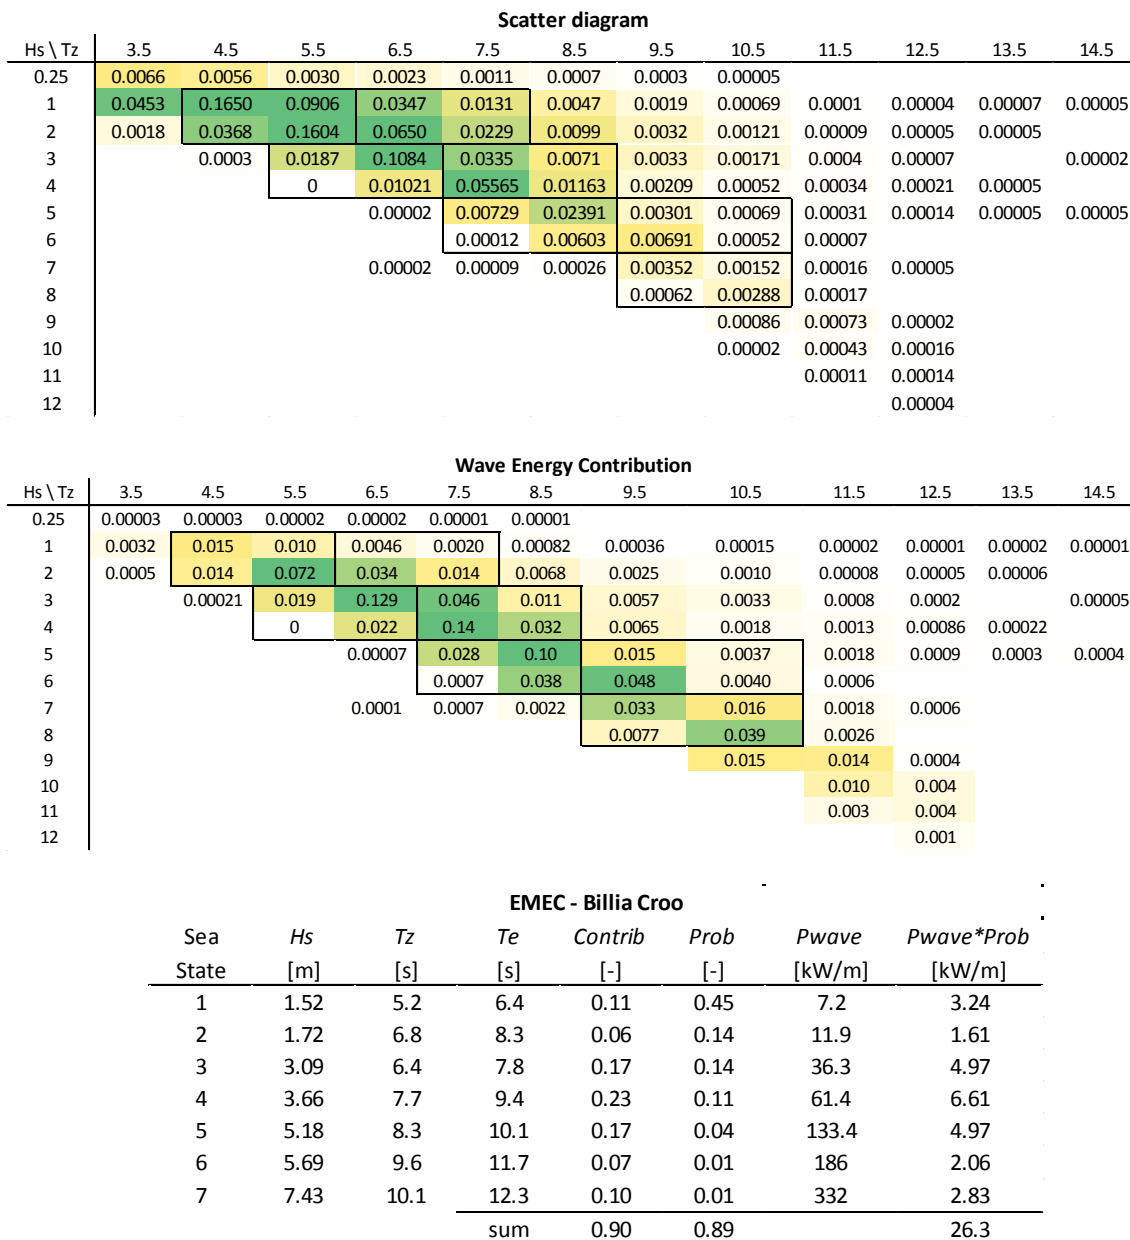 Scatter diagram
Hs \ Tz 3.5 4.5 5.5 6.5 7.5 8.5 9.5 10.5 11.5 12.5 13.5 14.5
0.25 0.0066 0.0056 0.0030 0.0023 0.0011 0.0007 0.0003 0.00005
1 0.0453 0.1650 0.0906 0.0347 0.0131 0.0047 0.0019 0.00069 0.0001 0.00004 0.00007 0.00005
2 0.0018 0.0368 0.1604 0.0650 0.0229 0.0099 0.0032 0.00121 0.00009 0.00005 0.00005
3 0.0003 0.0187 0.1084 0.0335 0.0071 0.0033 0.00171 0.0004 0.00007 0.00002
4 0 0.01021 0.05565 0.01163 0.00209 0.00052 0.00034 0.00021 0.00005
5 0.00002 0.00729 0.02391 0.00301 0.00069 0.00031 0.00014 0.00005 0.00005
6 0.00012 0.00603 0.00691 0.00052 0.00007
7 0.00002 0.00009 0.00026 0.00352 0.00152 0.00016 0.00005
8 0.00062 0.00288 0.00017
9 0.00086 0.00073 0.00002
10 0.00002 0.00043 0.00016
11 0.00011 0.00014
12 0.00004
Wave Energy Contribution
Hs \ Tz 3.5 4.5 5.5 6.5 7.5 8.5 9.5 10.5 11.5 12.5 13.5 14.5
0.25 0.00003 0.00003 0.00002 0.00002 0.00001 0.00001
1 0.0032 0.015 0.010 0.0046 0.0020 0.00082 0.00036 0.00015 0.00002 0.00001 0.00002 0.00001
2 0.0005 0.014 0.072 0.034 0.014 0.0068 0.0025 0.0010 0.00008 0.00005 0.00006
3 0.00021 0.019 0.129 0.046 0.011 0.0057 0.0033 0.0008 0.0002 0.00005
4 0 0.022 0.14 0.032 0.0065 0.0018 0.0013 0.00086 0.00022
5 0.00007 0.028 0.10 0.015 0.0037 0.0018 0.0009 0.0003 0.0004
6 0.0007 0.038 0.048 0.0040 0.0006
7 0.0001 0.0007 0.0022 0.033 0.016 0.0018 0.0006
8 0.0077 0.039 0.0026
9 0.015 0.014 0.0004
10 0.010 0.004
11 0.003 0.004
12 0.001
EMEC - Billia Croo
Sea Hs Tz Te Contrib Prob Pwave Pwave*Prob
State [m] [s] [s] [-] [-] [kW/m] [kW/m]
1 1.52 5.2 6.4 0.11 0.45 7.2 3.24
2 1.72 6.8 8.3 0.06 0.14 11.9 1.61
3 3.09 6.4 7.8 0.17 0.14 36.3 4.97
4 3.66 7.7 9.4 0.23 0.11 61.4 6.61
5 5.18 8.3 10.1 0.17 0.04 133.4 4.97
6 5.69 9.6 11.7 0.07 0.01 186 2.06
7 7.43 10.1 12.3 0.10 0.01 332 2.83
sum 0.90 0.89 26.3